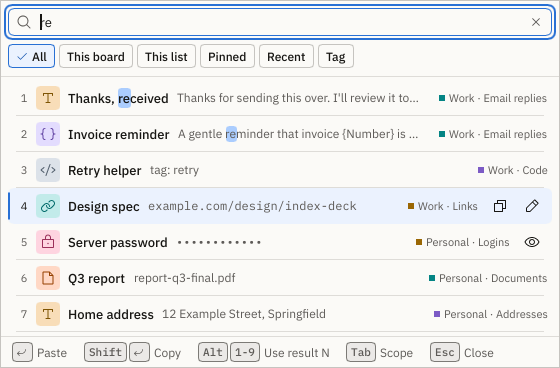 re
All This board This list Pinned Recent Tag
1 T Thanks, received Thanks for sending this over. I'll review it to… Work · Email replies
2 { } Invoice reminder A gentle reminder that invoice {Number} is … Work · Email replies
3 </> Retry helper tag: retry Work · Code
4 Design spec example.com/design/index-deck Work · Links
5 Server password •••••••••••• Personal · Logins
6 Q3 report report-q3-final.pdf Personal · Documents
7 T Home address 12 Example Street, Springfield Personal · Addresses
Paste Shift Copy Alt 1-9 Use result N Tab Scope Esc Close